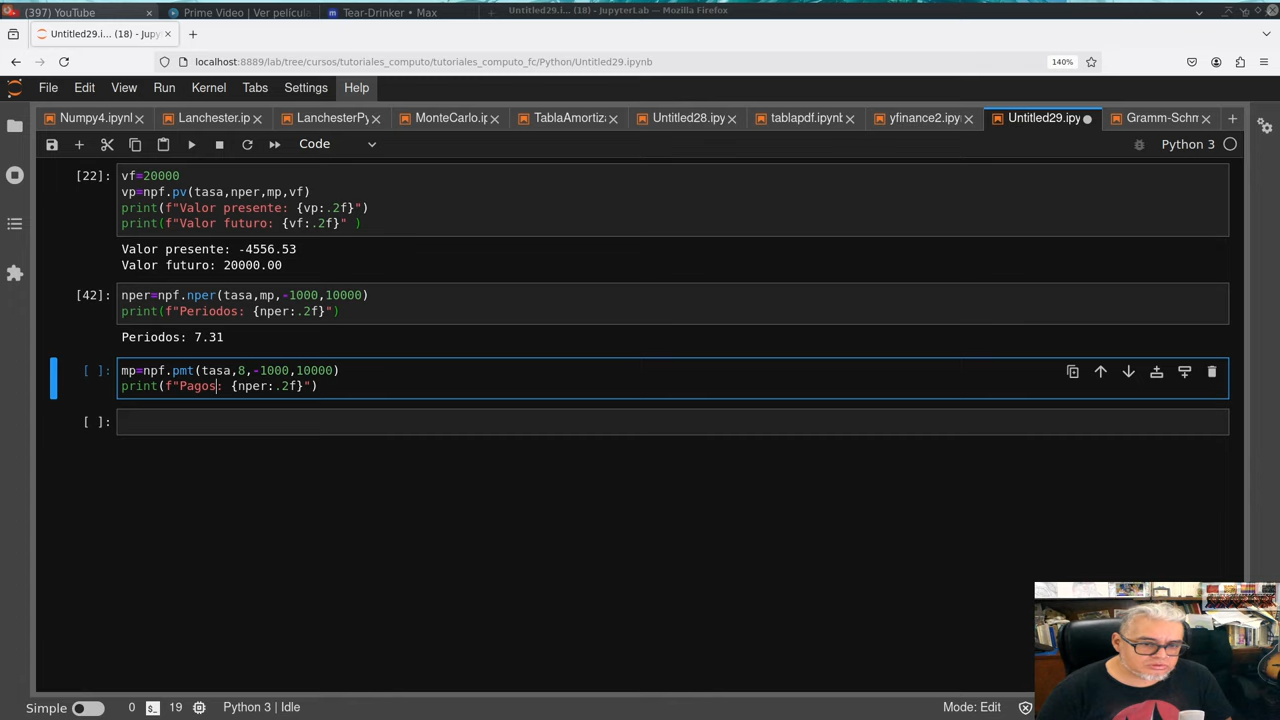 (397) YouTube
Prime Video | Ver películ
Tear-Drinker • Max
Untitled29.i... (18) - JupyterLab — Mozilla Firefox
Untitled29.i... (18) - Jupy
localhost:8889/lab/tree/cursos/tutoriales_computo/tutoriales_computo_fc/Python/Untitled29.ipynb
140%
File Edit View Run Kernel Tabs Settings Help
Numpy4.ipynl
Lanchester.ip
LanchesterPy
MonteCarlo.ip
TablaAmortiza
Untitled28.ipy
tablapdf.ipynb
yfinance2.ipy
Untitled29.ipy
Gramm-Schm
Code
Python 3
[22]:
vf=20000
vp=npf.pv(tasa,nper,mp,vf)
print(f"Valor presente: {vp:.2f}")
print(f"Valor futuro: {vf:.2f}" )
Valor presente: -4556.53
Valor futuro: 20000.00
[42]:
nper=npf.nper(tasa,mp,-1000,10000)
print(f"Periodos: {nper:.2f}")
Periodos: 7.31
[ ]:
mp=npf.pmt(tasa,8,-1000,10000)
print(f"Pagos: {nper:.2f}")
[ ]:
Simple
0
19
Python 3 | Idle
Mode: Edit